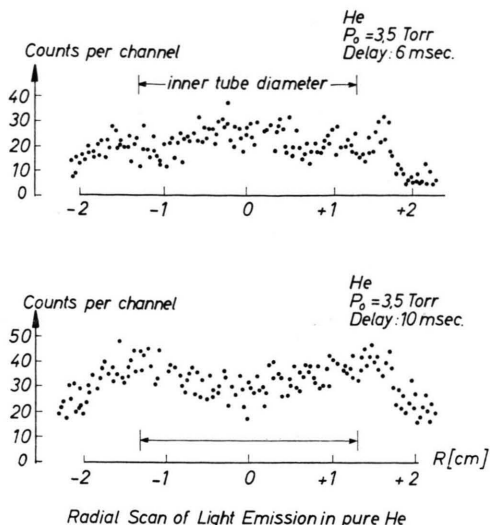 He
P₀ = 3,5 Torr
Delay: 6 msec.
Counts per channel
inner tube diameter
40
30
20
10
0
-2 -1 0 +1 +2
He
P₀ = 3,5 Torr
Delay: 10 msec.
Counts per channel
50
40
30
20
10
0
-2 -1 0 +1 +2 R [cm]
Radial Scan of Light Emission in pure He